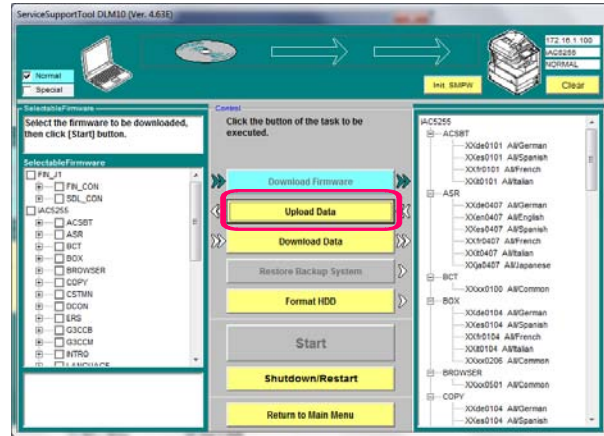 ServiceSupportTool DLM10 (Ver. 4.63E)
172.16.1.100
iAC5255
NORMAL
Normal
Special
Init. SMPW
Clear
SelectableFirmware
Select the firmware to be downloaded,
then click [Start] button.
SelectableFirmware
FIN_J1
FIN_CON
SDL_CON
iAC5255
ACSBT
ASR
BCT
BOX
BROWSER
COPY
CSTMN
DCON
ERS
G3CCB
G3CCM
INTRO
LANGUAGE
Control
Click the button of the task to be
executed.
Download Firmware
Upload Data
Download Data
Restore Backup System
Format HDD
Start
Shutdown/Restart
Return to Main Menu
iAC5255
ACSBT
XXde0101 All/German
XXes0101 All/Spanish
XXfr0101 All/French
XXit0101 All/Italian
ASR
XXde0407 All/German
XXen0407 All/English
XXes0407 All/Spanish
XXfr0407 All/French
XXit0407 All/Italian
XXja0407 All/Japanese
BCT
XXxx0100 All/Common
BOX
XXde0104 All/German
XXes0104 All/Spanish
XXfr0104 All/French
XXit0104 All/Italian
XXxx0206 All/Common
BROWSER
XXxx0501 All/Common
COPY
XXde0104 All/German
XXes0104 All/Spanish